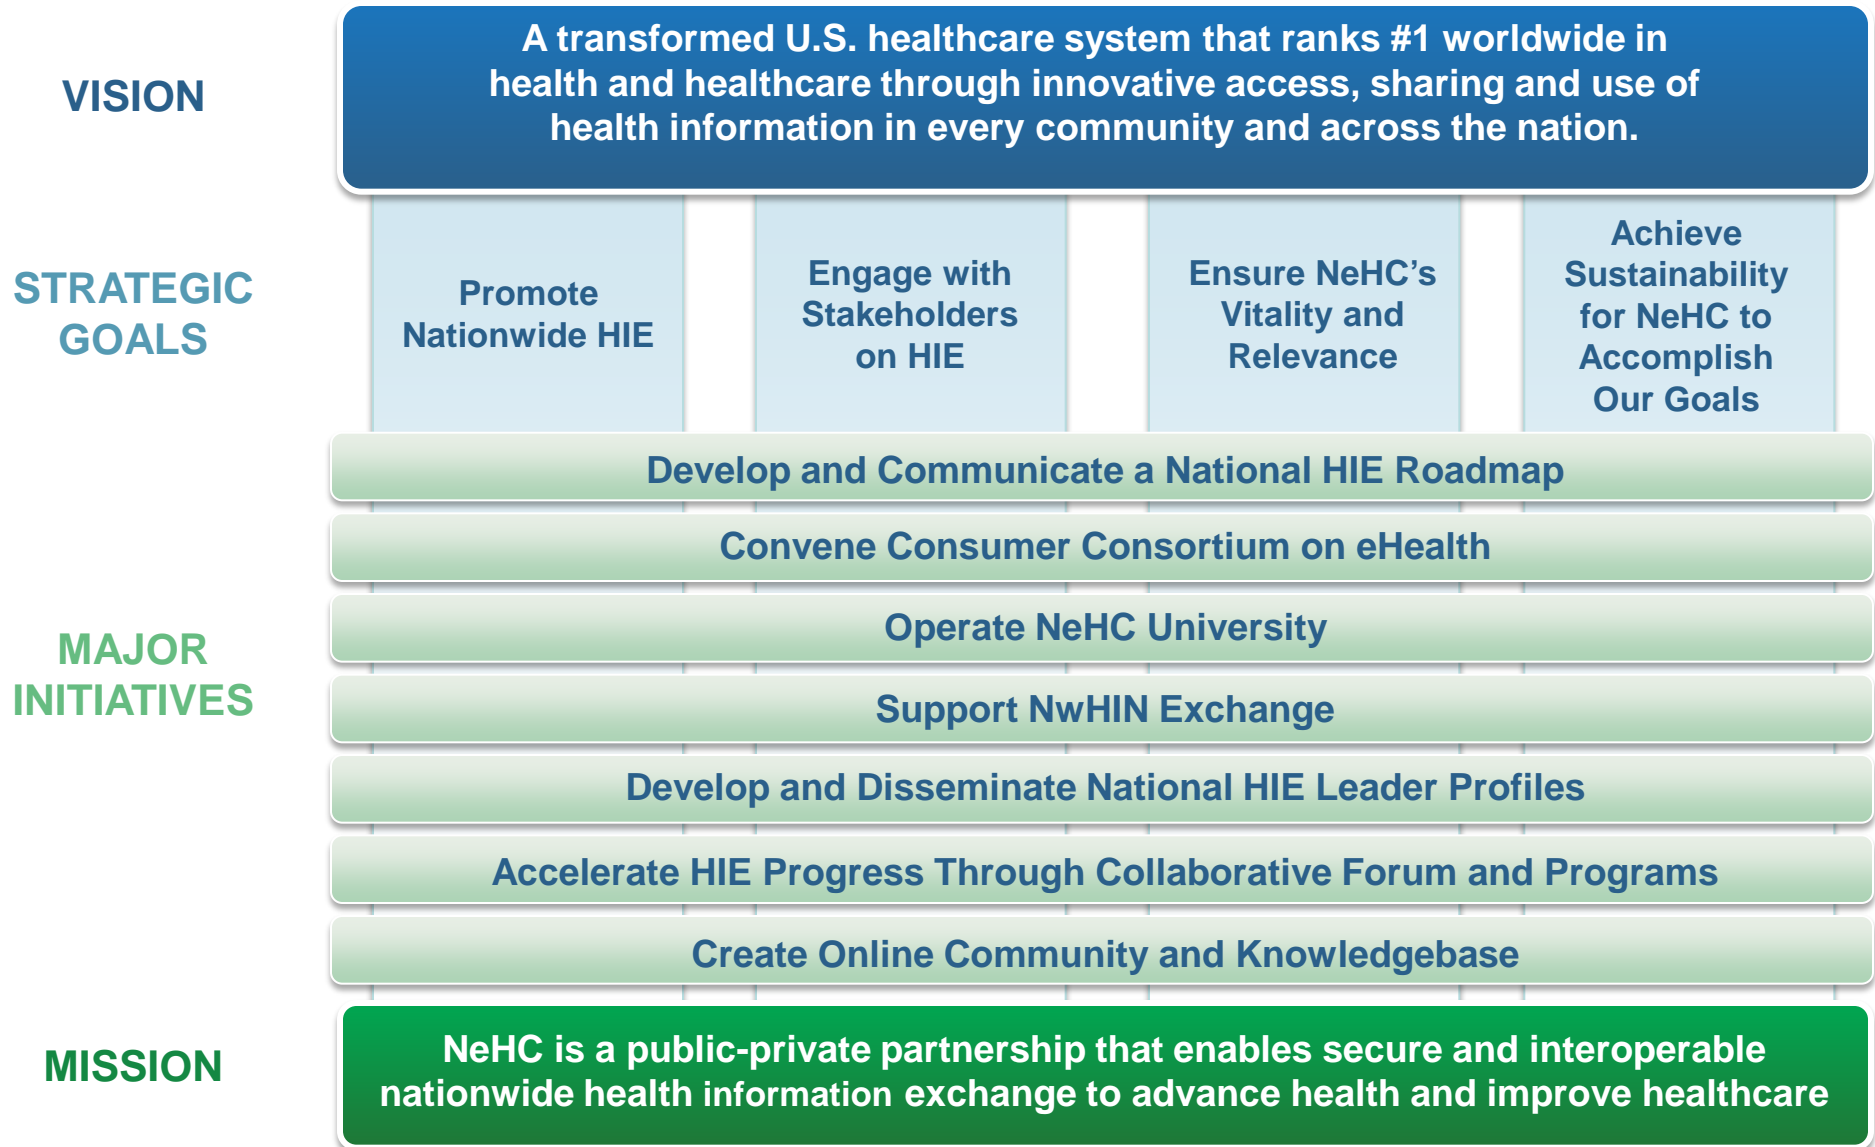 VISION
A transformed U.S. healthcare system that ranks #1 worldwide in
health and healthcare through innovative access, sharing and use of
health information in every community and across the nation.
STRATEGIC
GOALS
Promote
Nationwide HIE
Engage with
Stakeholders
on HIE
Ensure NeHC’s
Vitality and
Relevance
Achieve
Sustainability
for NeHC to
Accomplish
Our Goals
MAJOR
INITIATIVES
Develop and Communicate a National HIE Roadmap
Convene Consumer Consortium on eHealth
Operate NeHC University
Support NwHIN Exchange
Develop and Disseminate National HIE Leader Profiles
Accelerate HIE Progress Through Collaborative Forum and Programs
Create Online Community and Knowledgebase
MISSION
NeHC is a public-private partnership that enables secure and interoperable
nationwide health information exchange to advance health and improve healthcare